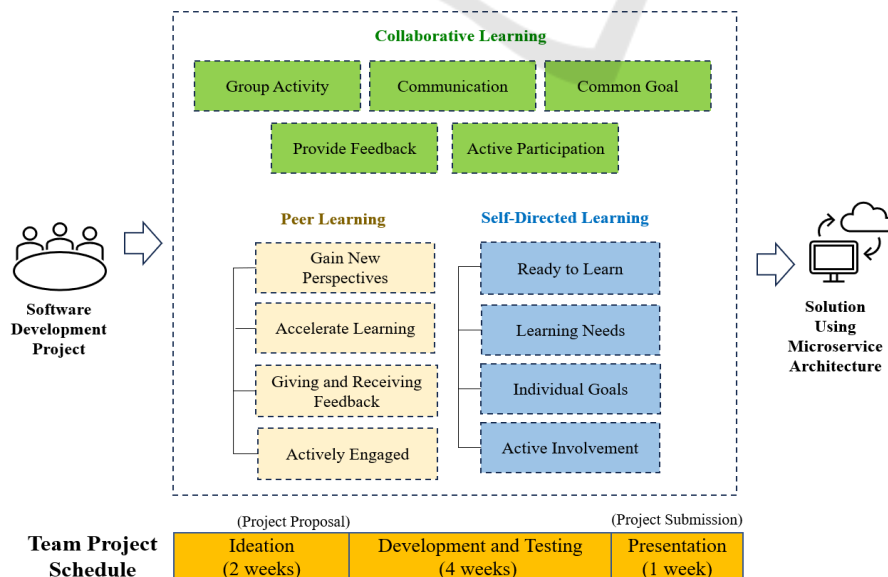 Collaborative Learning
Group Activity
Communication
Common Goal
Provide Feedback
Active Participation
Software
Development
Project
Peer Learning
Gain New
Perspectives
Accelerate Learning
Giving and Receiving
Feedback
Actively Engaged
Self-Directed Learning
Ready to Learn
Learning Needs
Individual Goals
Active Involvement
Solution
Using
Microservice
Architecture
(Project Proposal)
(Project Submission)
Team Project
Schedule
Ideation
(2 weeks)
Development and Testing
(4 weeks)
Presentation
(1 week)